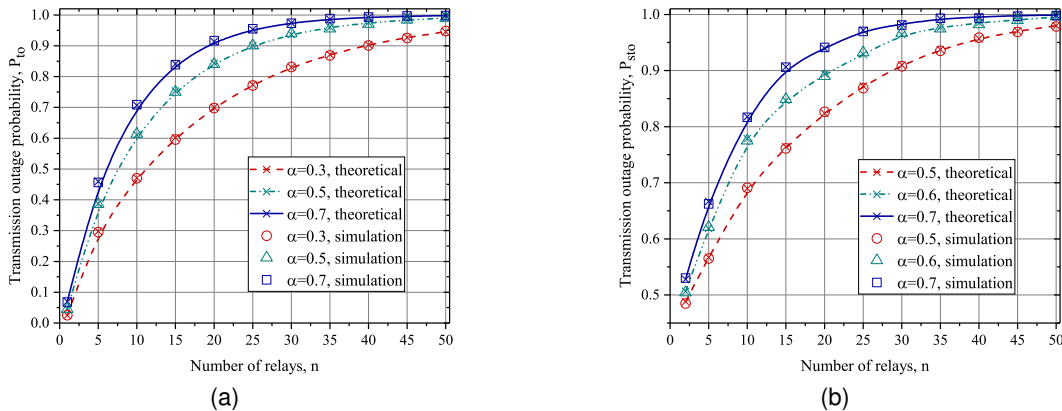 Transmission outage probability, P_to
1.0
0.9
0.8
0.7
0.6
0.5
0.4
0.3
0.2
0.1
0.0
0 5 10 15 20 25 30 35 40 45 50
Number of relays, n
α=0.3, theoretical
α=0.5, theoretical
α=0.7, theoretical
α=0.3, simulation
α=0.5, simulation
α=0.7, simulation
(a)
Transmission outage probability, P_sto
1.0
0.9
0.8
0.7
0.6
0.5
0 5 10 15 20 25 30 35 40 45 50
Number of relays, n
α=0.5, theoretical
α=0.6, theoretical
α=0.7, theoretical
α=0.5, simulation
α=0.6, simulation
α=0.7, simulation
(b)